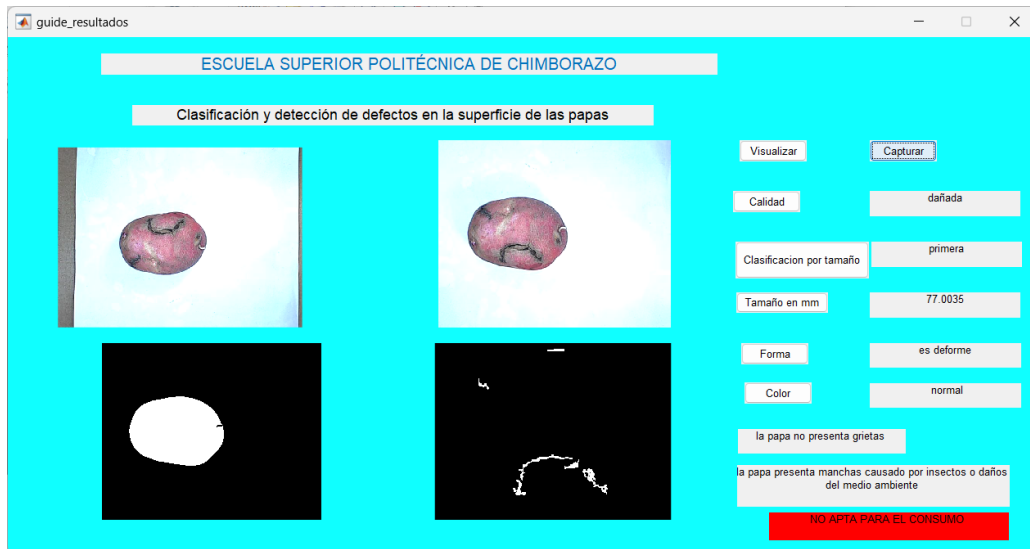 guide_resultados
ESCUELA SUPERIOR POLITÉCNICA DE CHIMBORAZO
Clasificación y detección de defectos en la superficie de las papas
Visualizar
Capturar
Calidad
dañada
Clasificacion por tamaño
primera
Tamaño en mm
77.0035
Forma
es deforme
Color
normal
la papa no presenta grietas
la papa presenta manchas causado por insectos o daños
del medio ambiente
NO APTA PARA EL CONSUMO